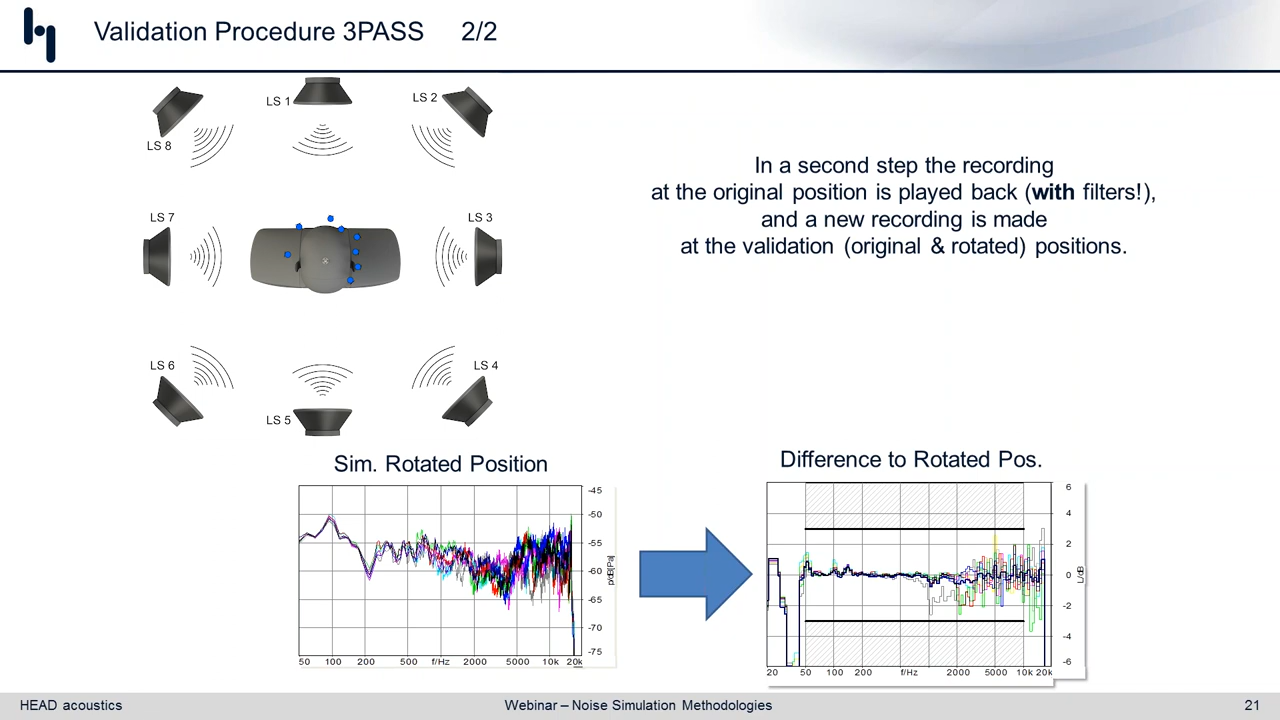 Validation Procedure 3PASS 2/2
LS 1
LS 2
LS 8
LS 7
LS 3
LS 6
LS 4
LS 5
In a second step the recording
at the original position is played back (with filters!),
and a new recording is made
at the validation (original & rotated) positions.
Sim. Rotated Position
-45
-50
-55
-60
-65
-70
-75
p/dB[Pa]
50 100 200 500 f/Hz 2000 5000 10k 20k
Difference to Rotated Pos.
6
4
2
0
-2
-4
-6
L/dB
20 50 100 200 f/Hz 2000 5000 10k 20k
HEAD acoustics
Webinar – Noise Simulation Methodologies
21